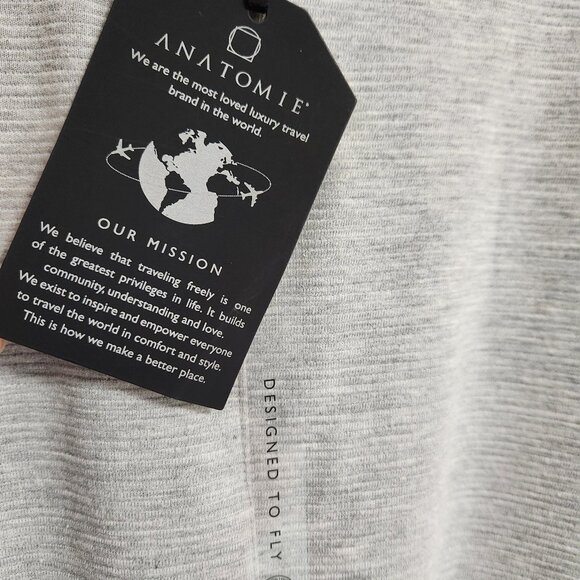 ANATOMIE®
We are the most loved luxury travel
brand in the world.
OUR MISSION
We believe that traveling freely is one
of the greatest privileges in life. It builds
community, understanding and love.
We exist to inspire and empower everyone
to travel the world in comfort and style.
This is how we make a better place.
DESIGNED TO FLY